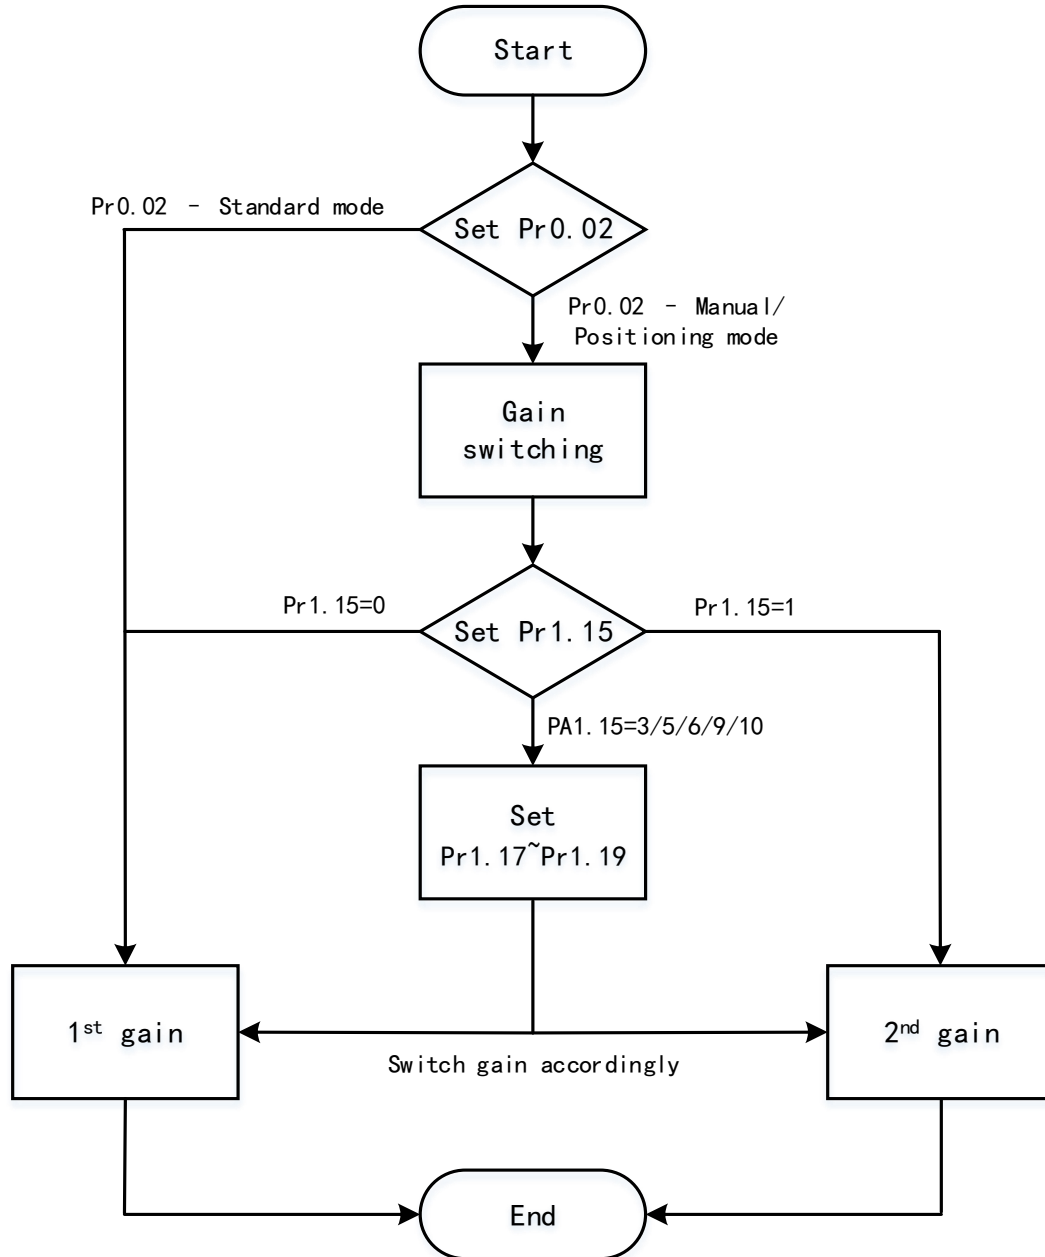 Start
Pr0.02 - Standard mode
Set Pr0.02
Pr0.02 - Manual/
Positioning mode
Gain
switching
Pr1.15=0
Set Pr1.15
Pr1.15=1
PA1.15=3/5/6/9/10
Set
Pr1.17~Pr1.19
1st gain
2nd gain
Switch gain accordingly
End